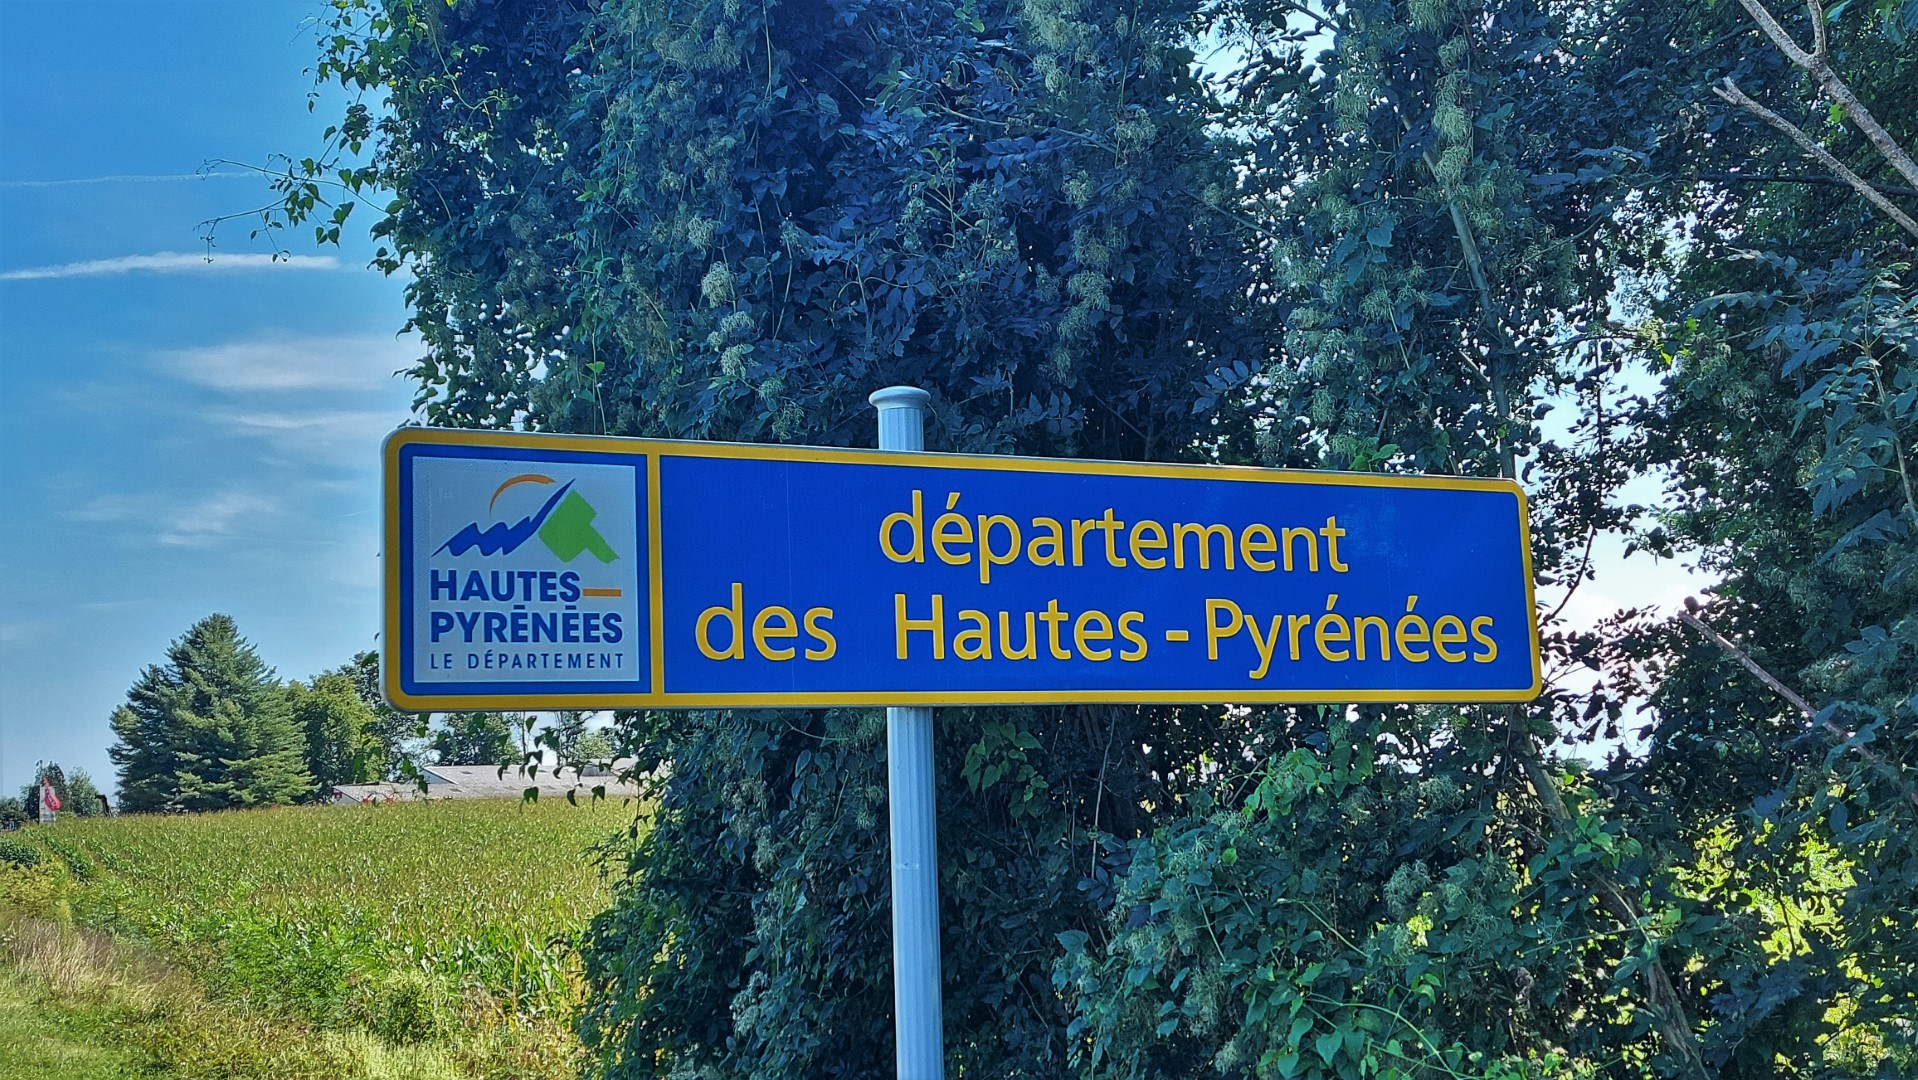 HAUTES-
PYRÉNÉES
LE DÉPARTEMENT
département
des Hautes-Pyrénées